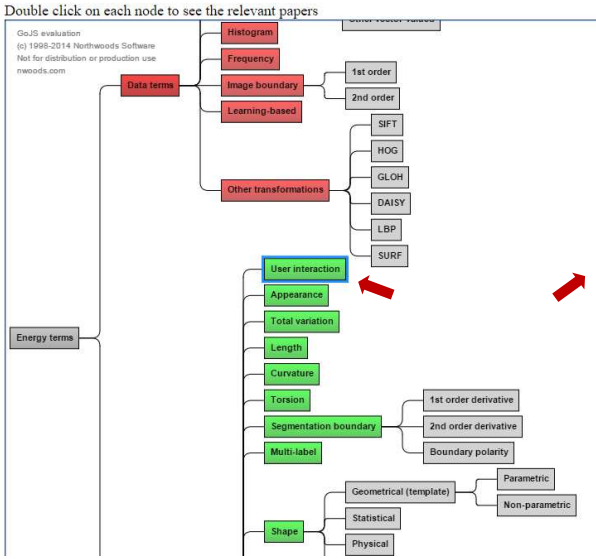 Double click on each node to see the relevant papers
GoJS evaluation
(c) 1998-2014 Northwoods Software
Not for distribution or production use
nwoods.com
Histogram
Frequency
Data terms
Image boundary
1st order
2nd order
Learning-based
SIFT
HOG
GLOH
Other transformations
DAISY
LBP
SURF
User interaction
Appearance
Total variation
Energy terms
Length
Curvature
Torsion
1st order derivative
Segmentation boundary
2nd order derivative
Multi-label
Boundary polarity
Parametric
Geometrical (template)
Non-parametric
Statistical
Shape
Physical